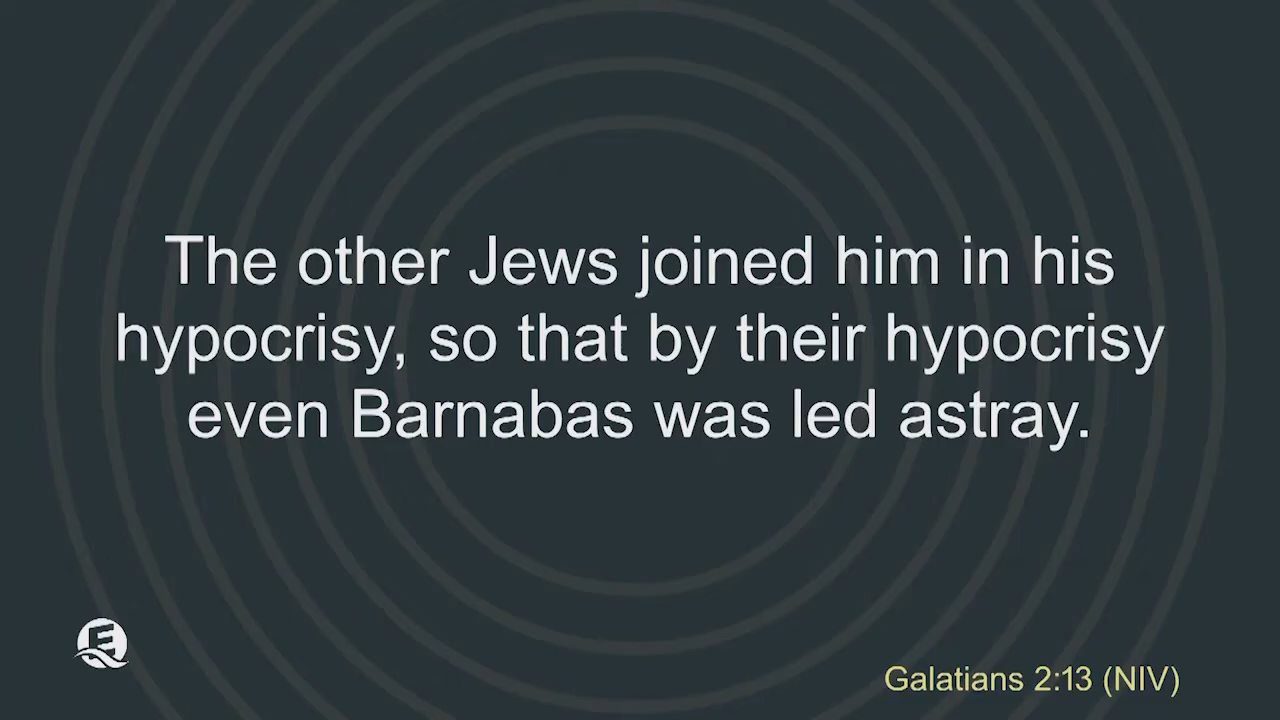 The other Jews joined him in his
hypocrisy, so that by their hypocrisy
even Barnabas was led astray.
Galatians 2:13 (NIV)